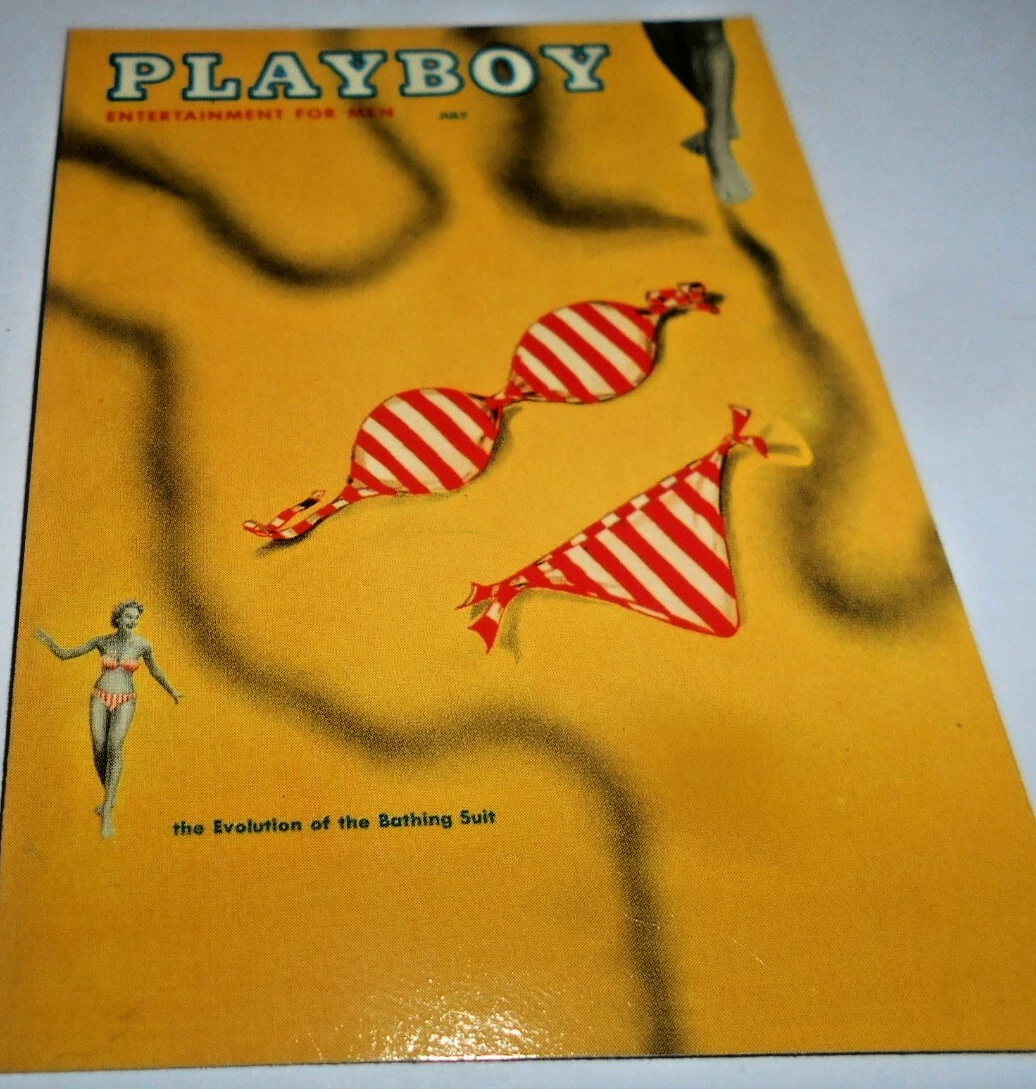 PLAYBOY
ENTERTAINMENT FOR MEN JULY
the Evolution of the Bathing Suit